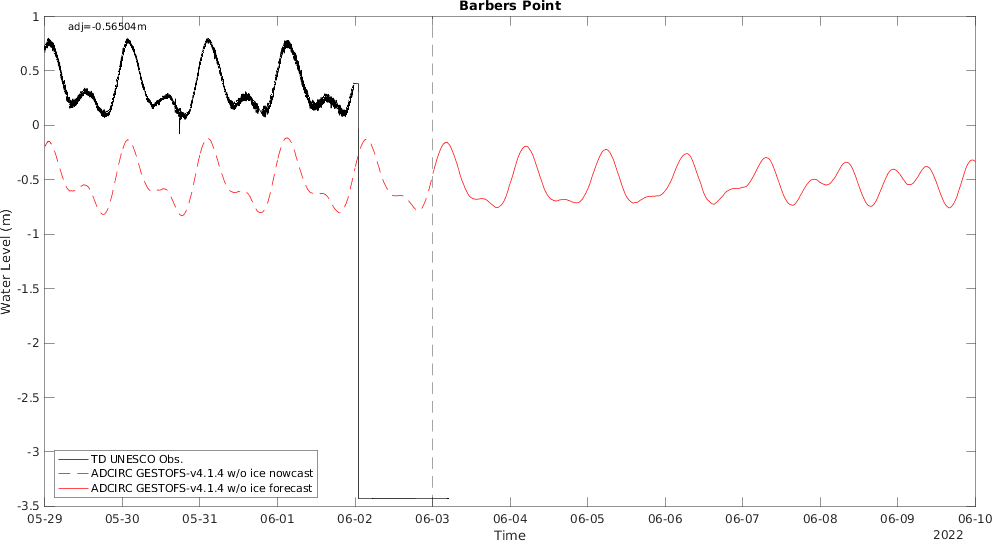 Barbers Point
adj=-0.56504m
1
0.5
0
-0.5
-1
-1.5
-2
-2.5
-3
-3.5
Water Level (m)
TD UNESCO Obs.
ADCIRC GESTOFS-v4.1.4 w/o ice nowcast
ADCIRC GESTOFS-v4.1.4 w/o ice forecast
05-29 05-30 05-31 06-01 06-02 06-03 06-04 06-05 06-06 06-07 06-08 06-09 06-10
Time
2022